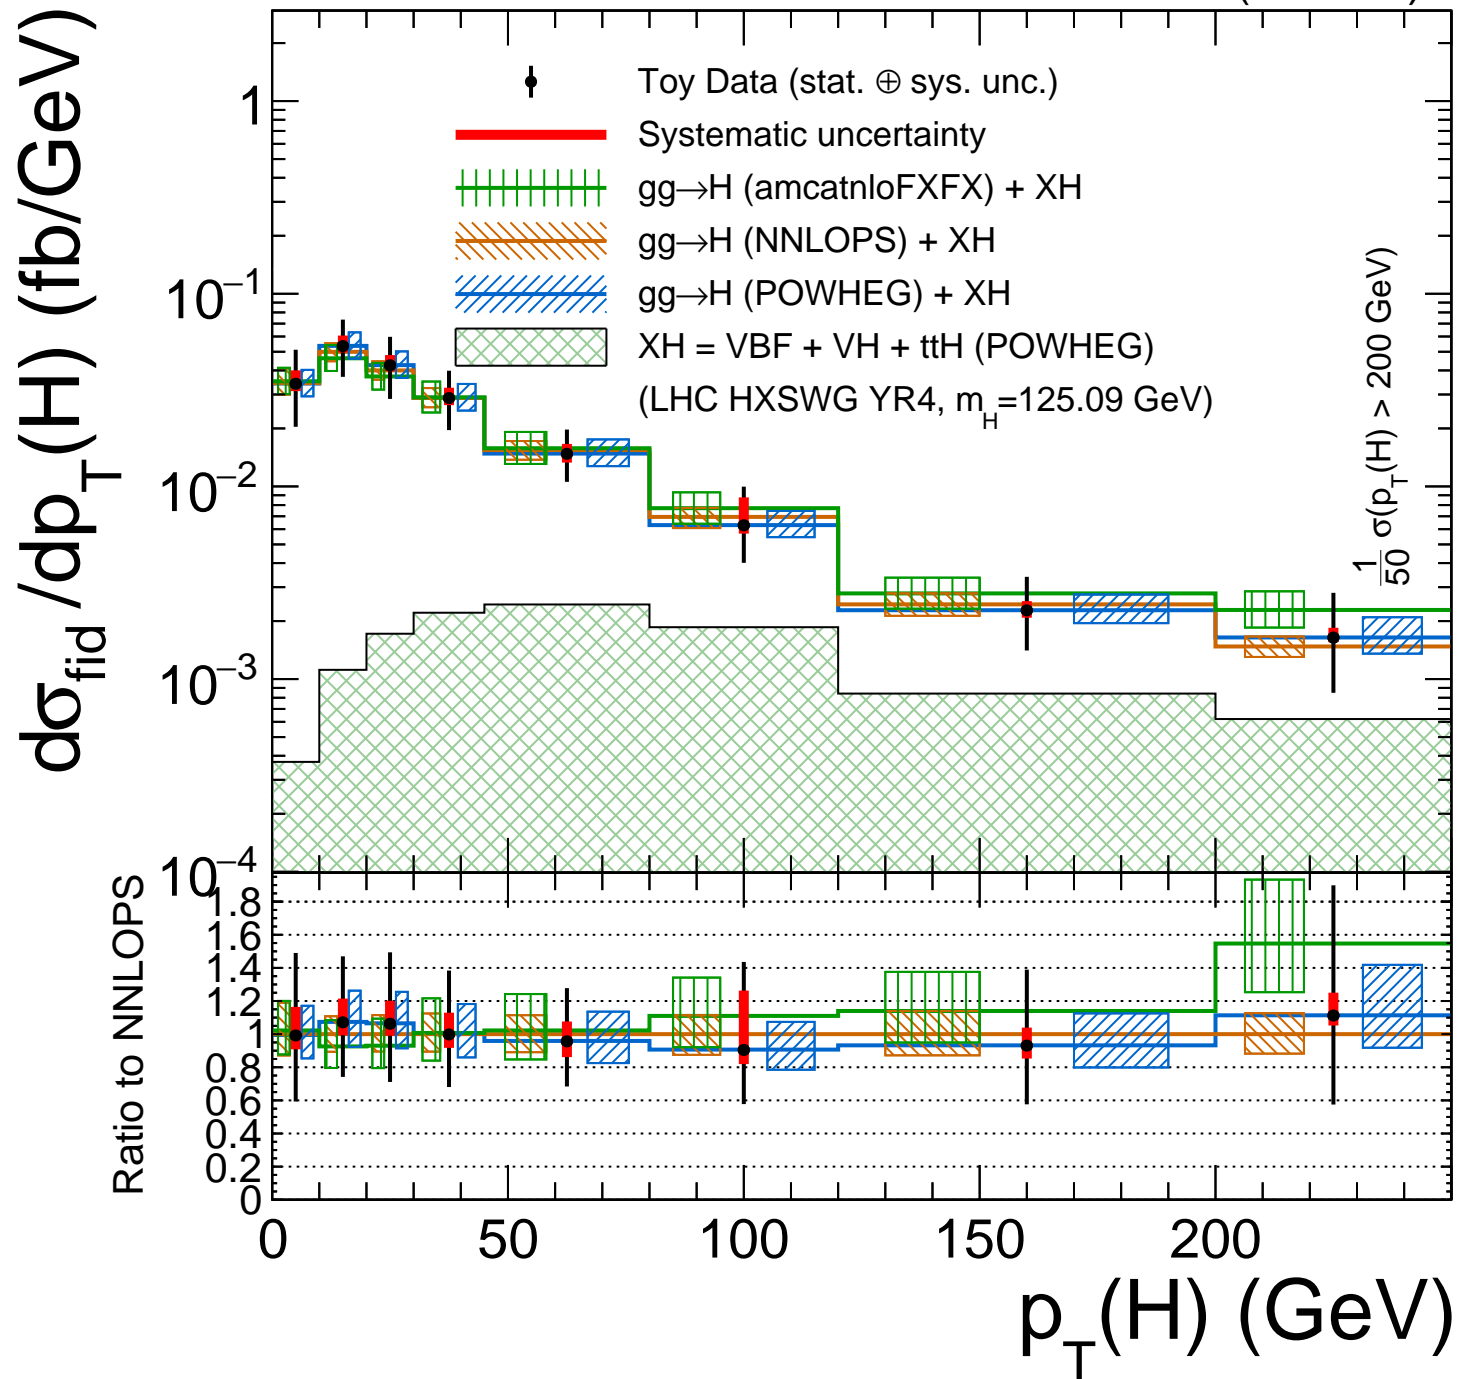 dσfid /dpT(H) (fb/GeV)
1
10−1
10−2
10−3
10−4
Toy Data (stat. ⊕ sys. unc.)
Systematic uncertainty
gg→H (amcatnloFXFX) + XH
gg→H (NNLOPS) + XH
gg→H (POWHEG) + XH
XH = VBF + VH + ttH (POWHEG)
(LHC HXSWG YR4, mH=125.09 GeV)
1/50 σ(pT(H) > 200 GeV)
Ratio to NNLOPS
1.8
1.6
1.4
1.2
1
0.8
0.6
0.4
0.2
0
0 50 100 150 200
pT(H) (GeV)